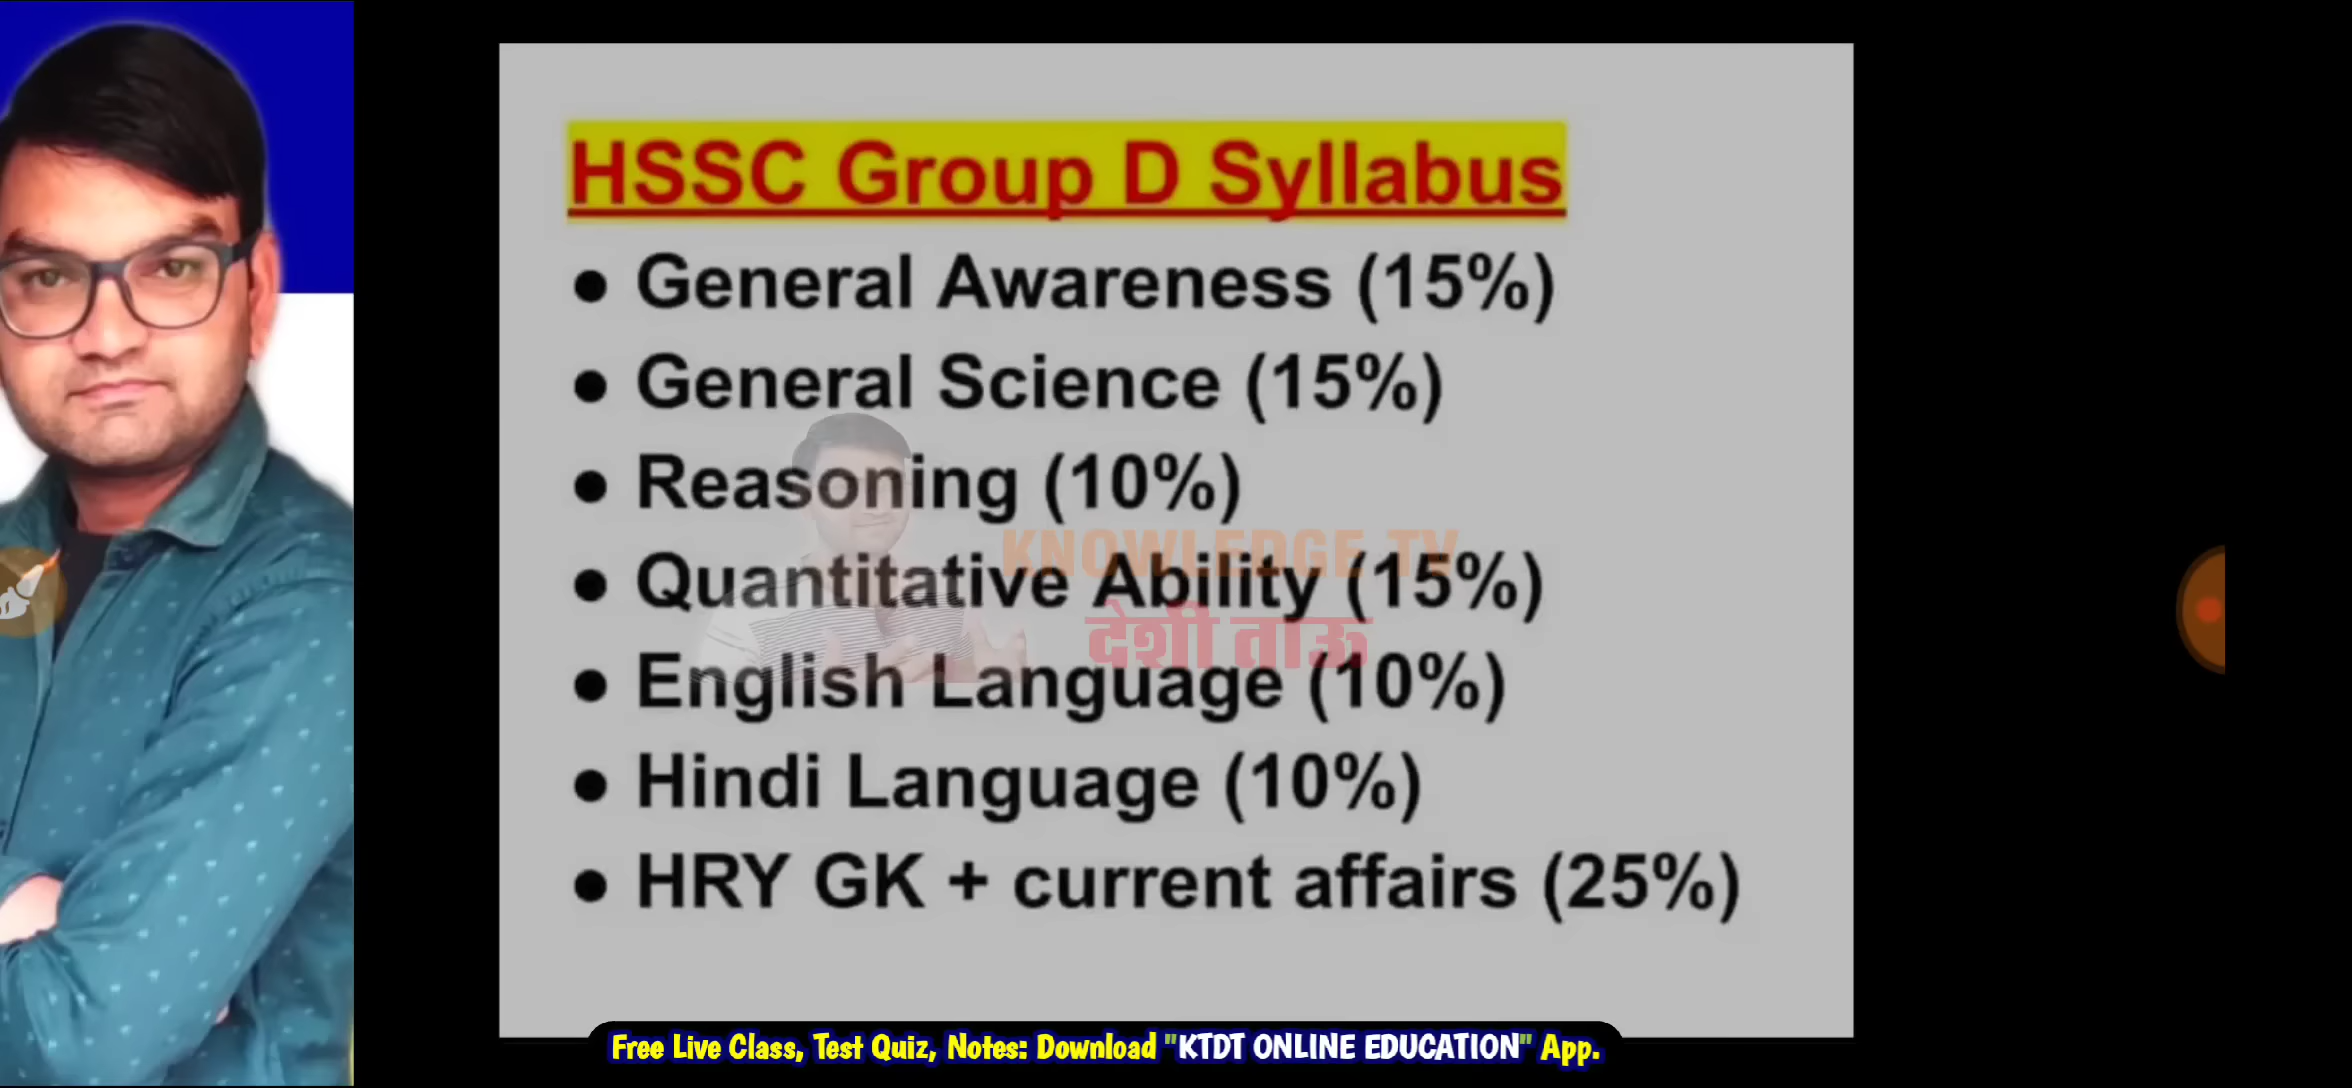 HSSC Group D Syllabus
● General Awareness (15%)
● General Science (15%)
● Reasoning (10%)
KNOWLEDGE TV
● Quantitative Ability (15%)
देशी ताऊ
● English Language (10%)
● Hindi Language (10%)
● HRY GK + current affairs (25%)
Free Live Class, Test Quiz, Notes: Download "KTDT ONLINE EDUCATION" App.